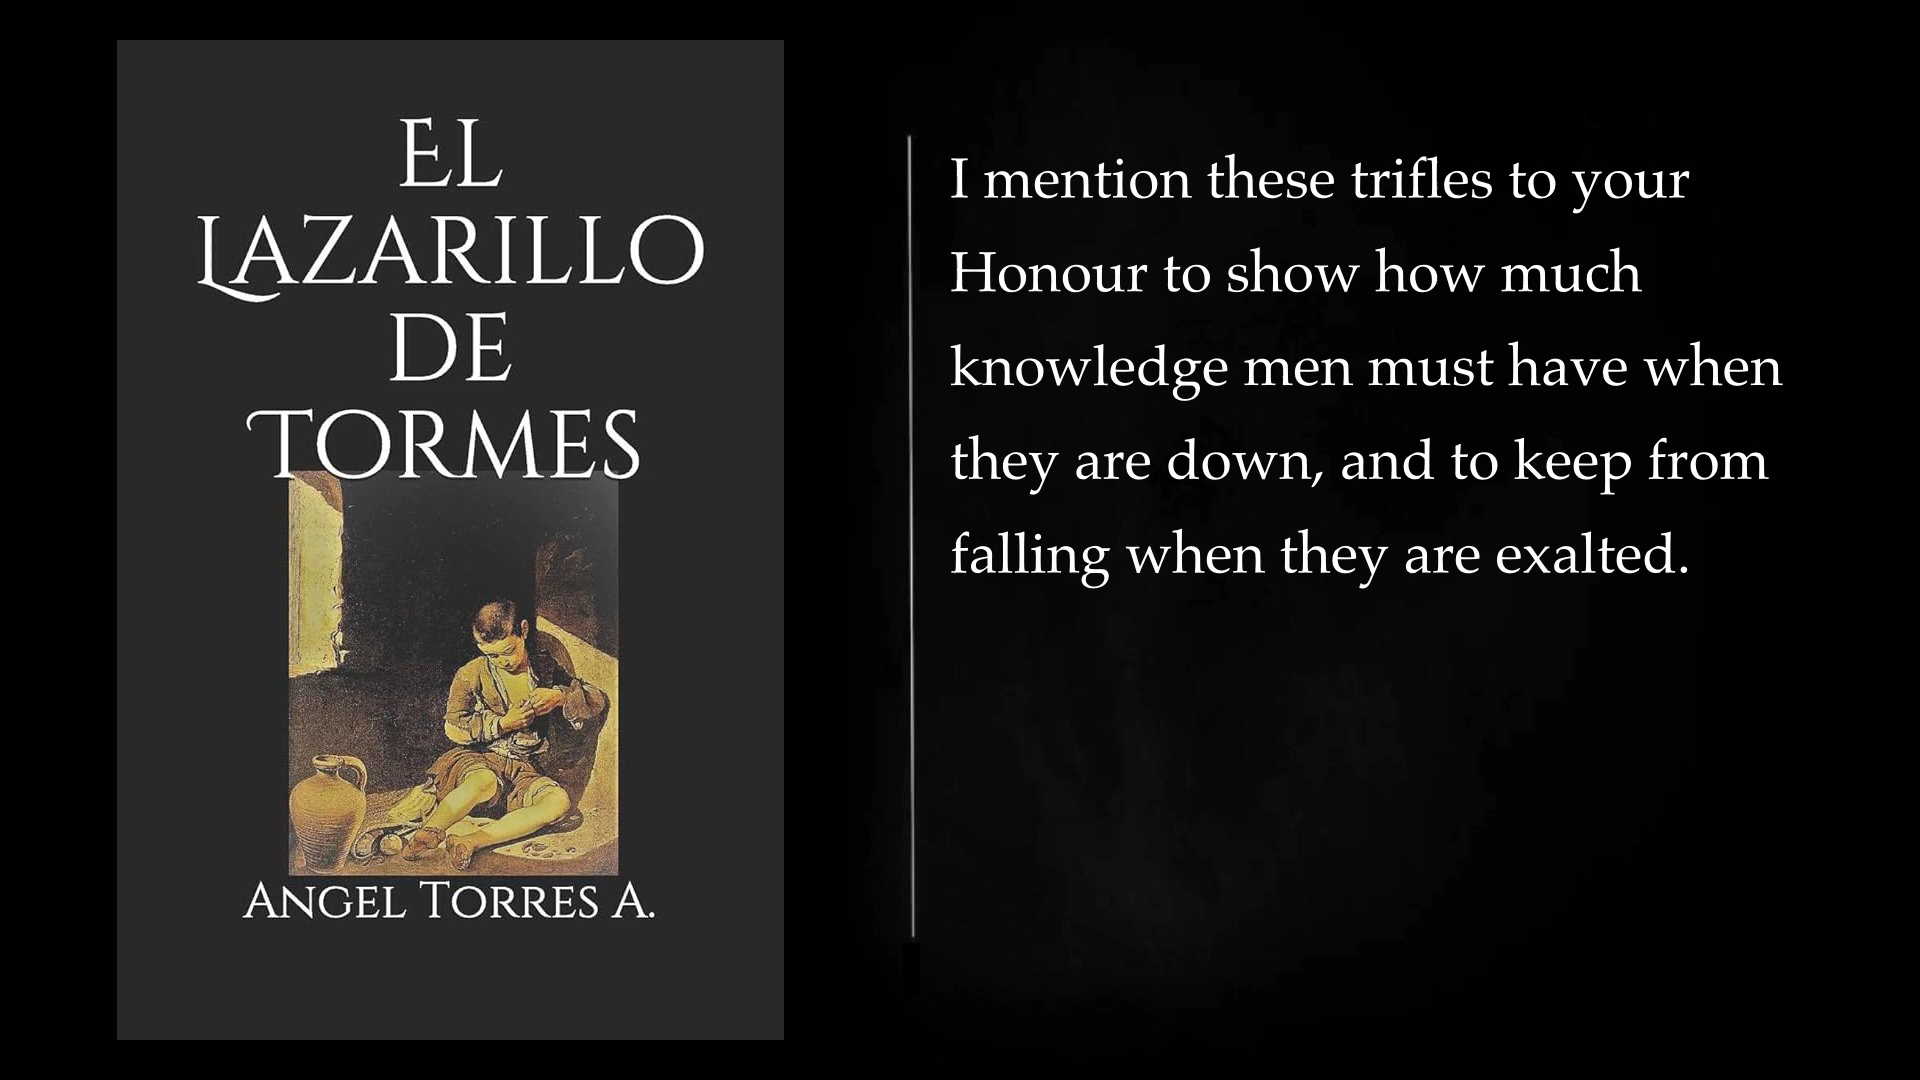 El
Lazarillo
de
Tormes
Angel Torres A.
I mention these trifles to your
Honour to show how much
knowledge men must have when
they are down, and to keep from
falling when they are exalted.